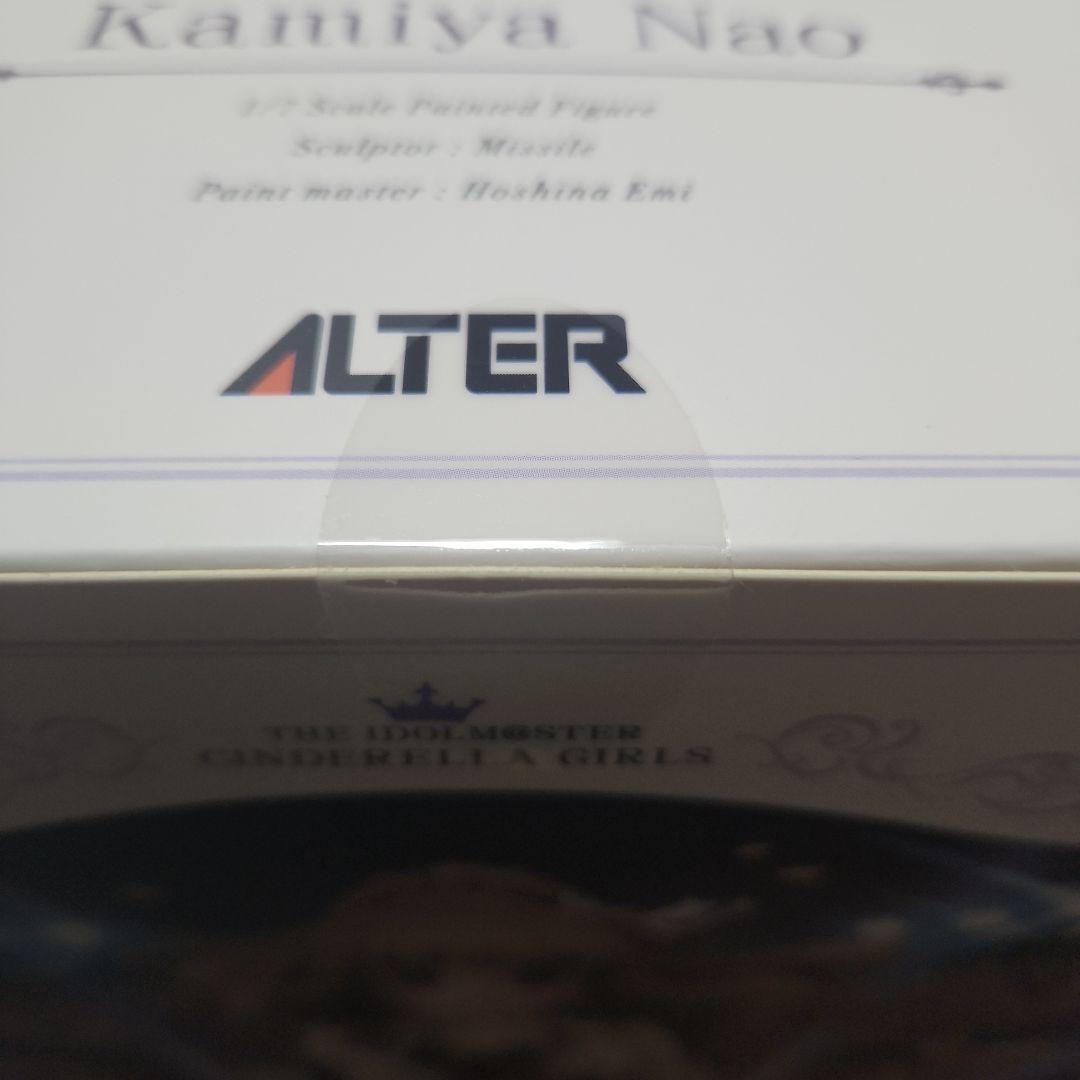 Kamiya Nao
1/7 Scale Painted Figure
Sculptor : Missile
Paint master : Hoshina Emi
ALTER
THE IDOLM@STER
CINDERELLA GIRLS